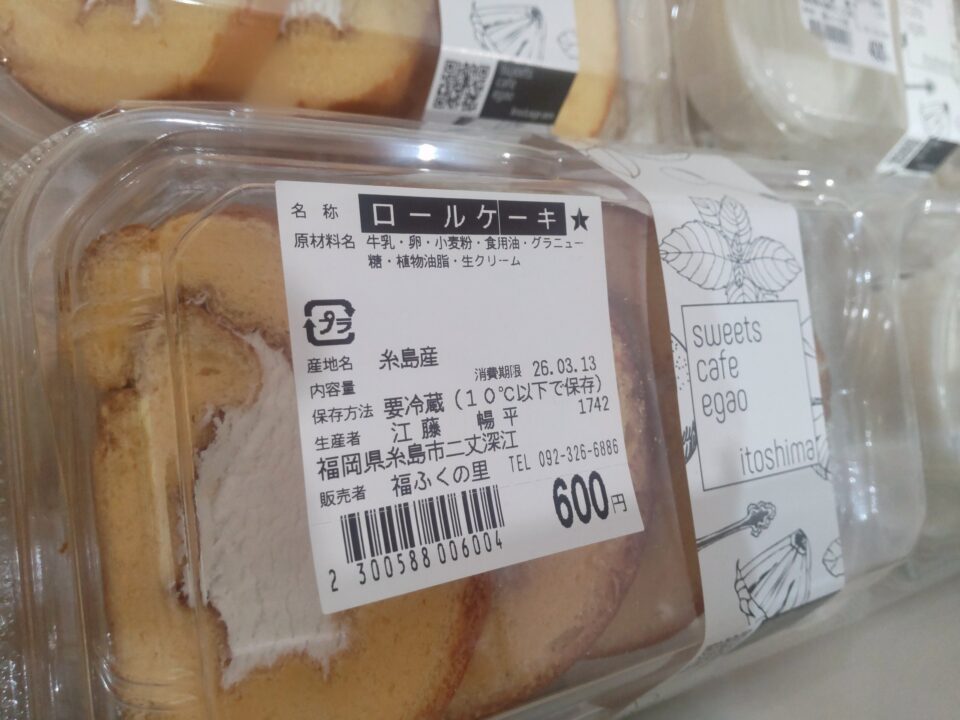 名称 ロールケーキ★
原材料名 牛乳・卵・小麦粉・食用油・グラニュー
糖・植物油脂・生クリーム
プラ
産地名 糸島産
内容量 消費期限 26.03.13
保存方法 要冷蔵(10℃以下で保存)
生産者 江藤 暢平 1742
福岡県糸島市二丈深江
販売者 福ふくの里 TEL 092-326-6886
600円
2 300588 006004
sweets
cafe
egao
itoshima